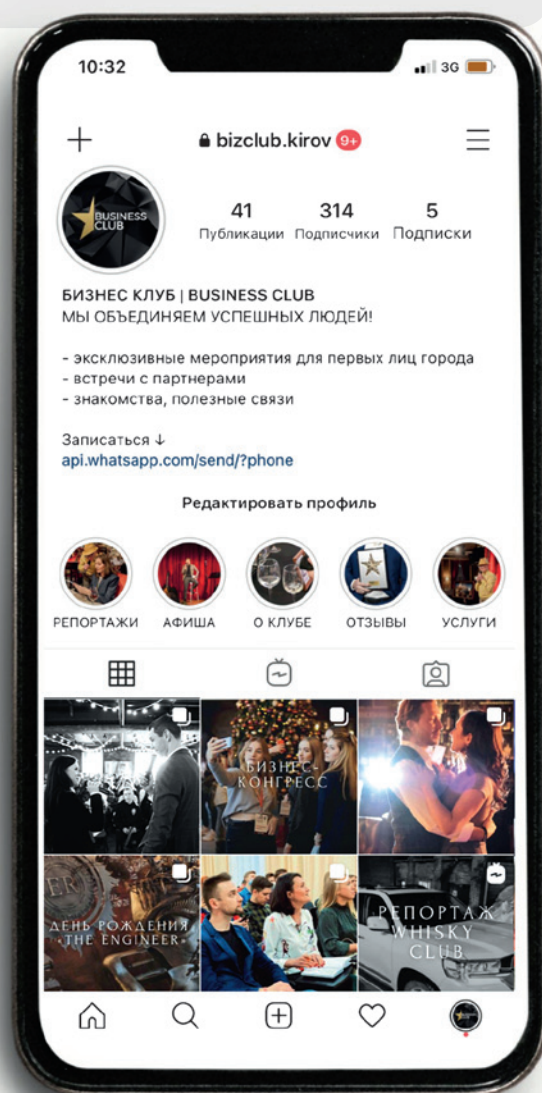 10:32
3G
bizclub.kirov 9+
BUSINESS
CLUB
41 314 5
Публикации Подписчики Подписки
БИЗНЕС КЛУБ | BUSINESS CLUB
МЫ ОБЪЕДИНЯЕМ УСПЕШНЫХ ЛЮДЕЙ!
- эксклюзивные мероприятия для первых лиц города
- встречи с партнерами
- знакомства, полезные связи
Записаться ↓
api.whatsapp.com/send/?phone
Редактировать профиль
РЕПОРТАЖИ АФИША О КЛУБЕ ОТЗЫВЫ УСЛУГИ
БИЗНЕС-
КОНГРЕСС
ДЕНЬ РОЖДЕНИЯ
«THE ENGINEER»
РЕПОРТАЖ
WHISKY
CLUB